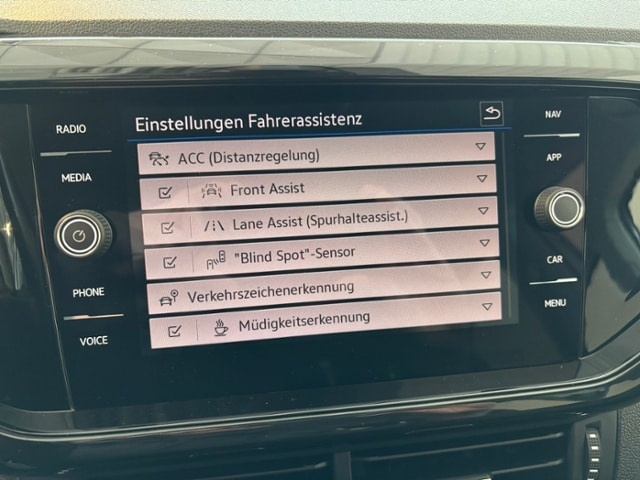 Einstellungen Fahrerassistenz
RADIO
MEDIA
PHONE
VOICE
ACC (Distanzregelung)
Front Assist
Lane Assist (Spurhalteassist.)
"Blind Spot"-Sensor
Verkehrszeichenerkennung
Müdigkeitserkennung
NAV
APP
CAR
MENU